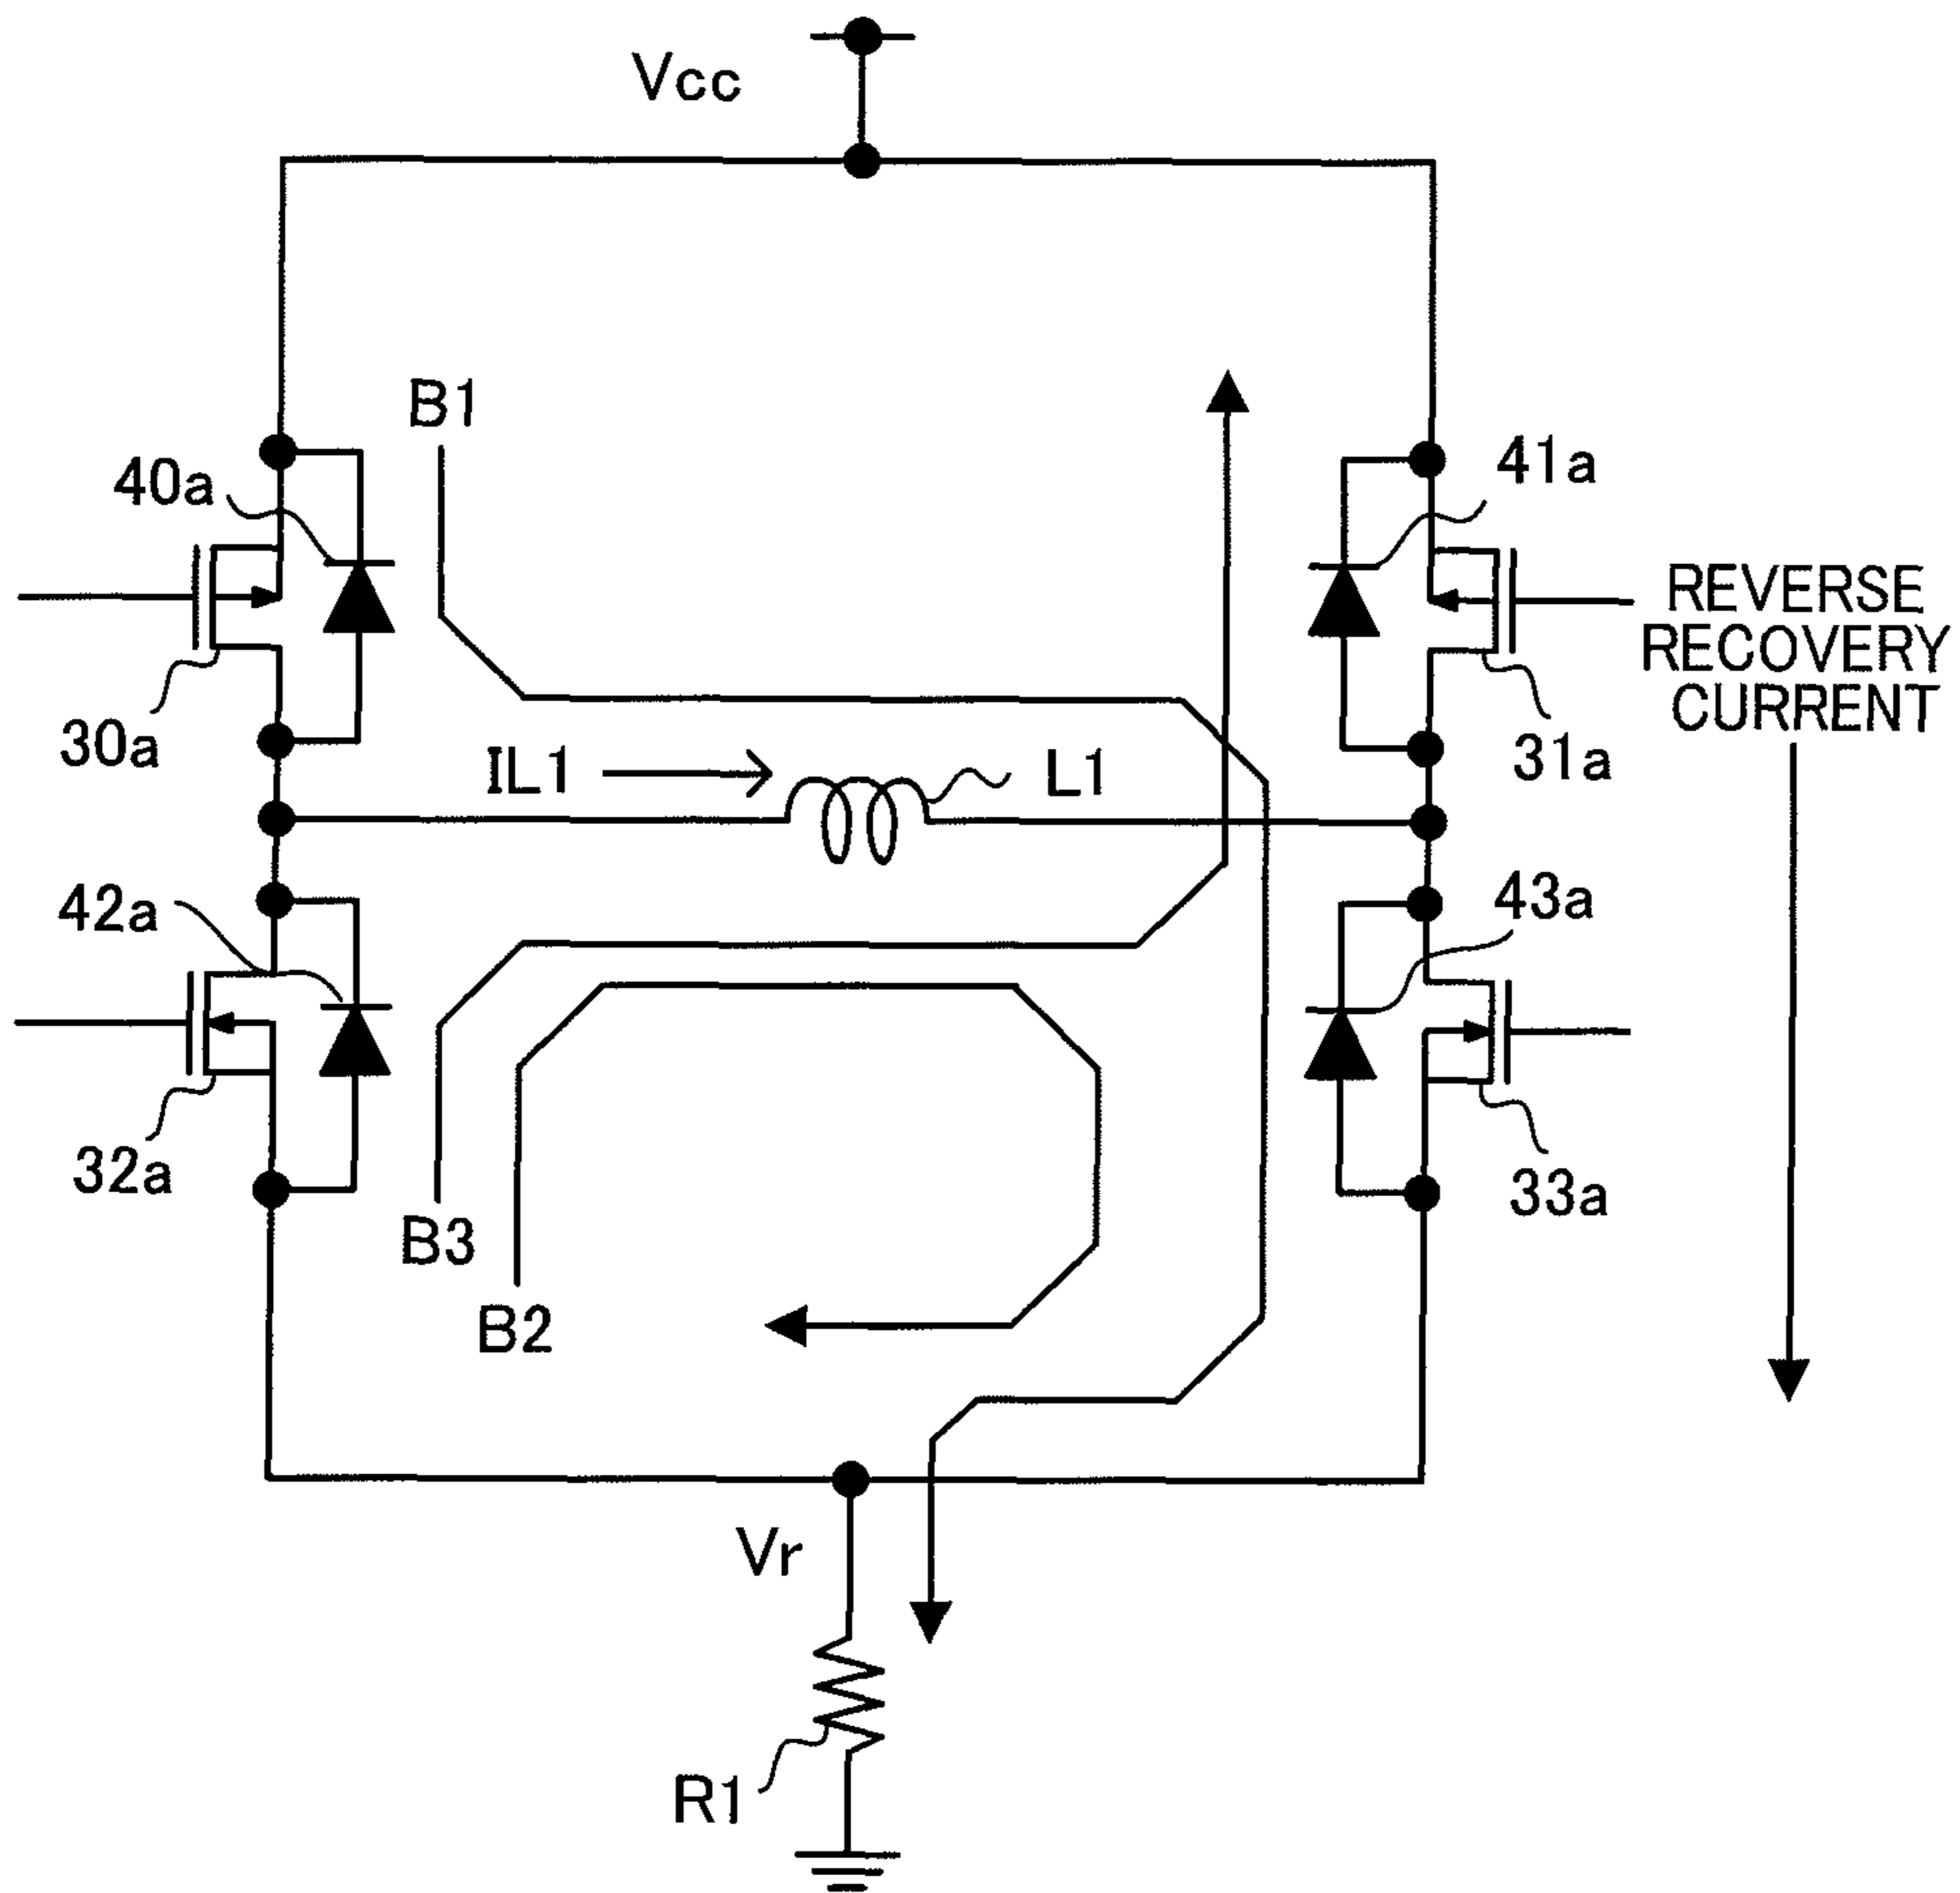 Vcc
B1
40a
41a
REVERSE
RECOVERY
CURRENT
30a
IL1
L1
31a
42a
43a
32a
33a
B3
B2
Vr
R1